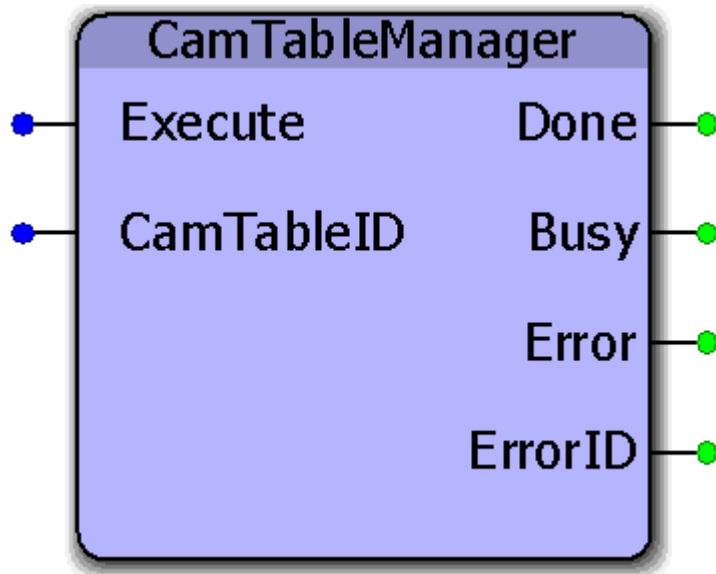 CamTableManager
Execute Done
CamTableID Busy
Error
ErrorID